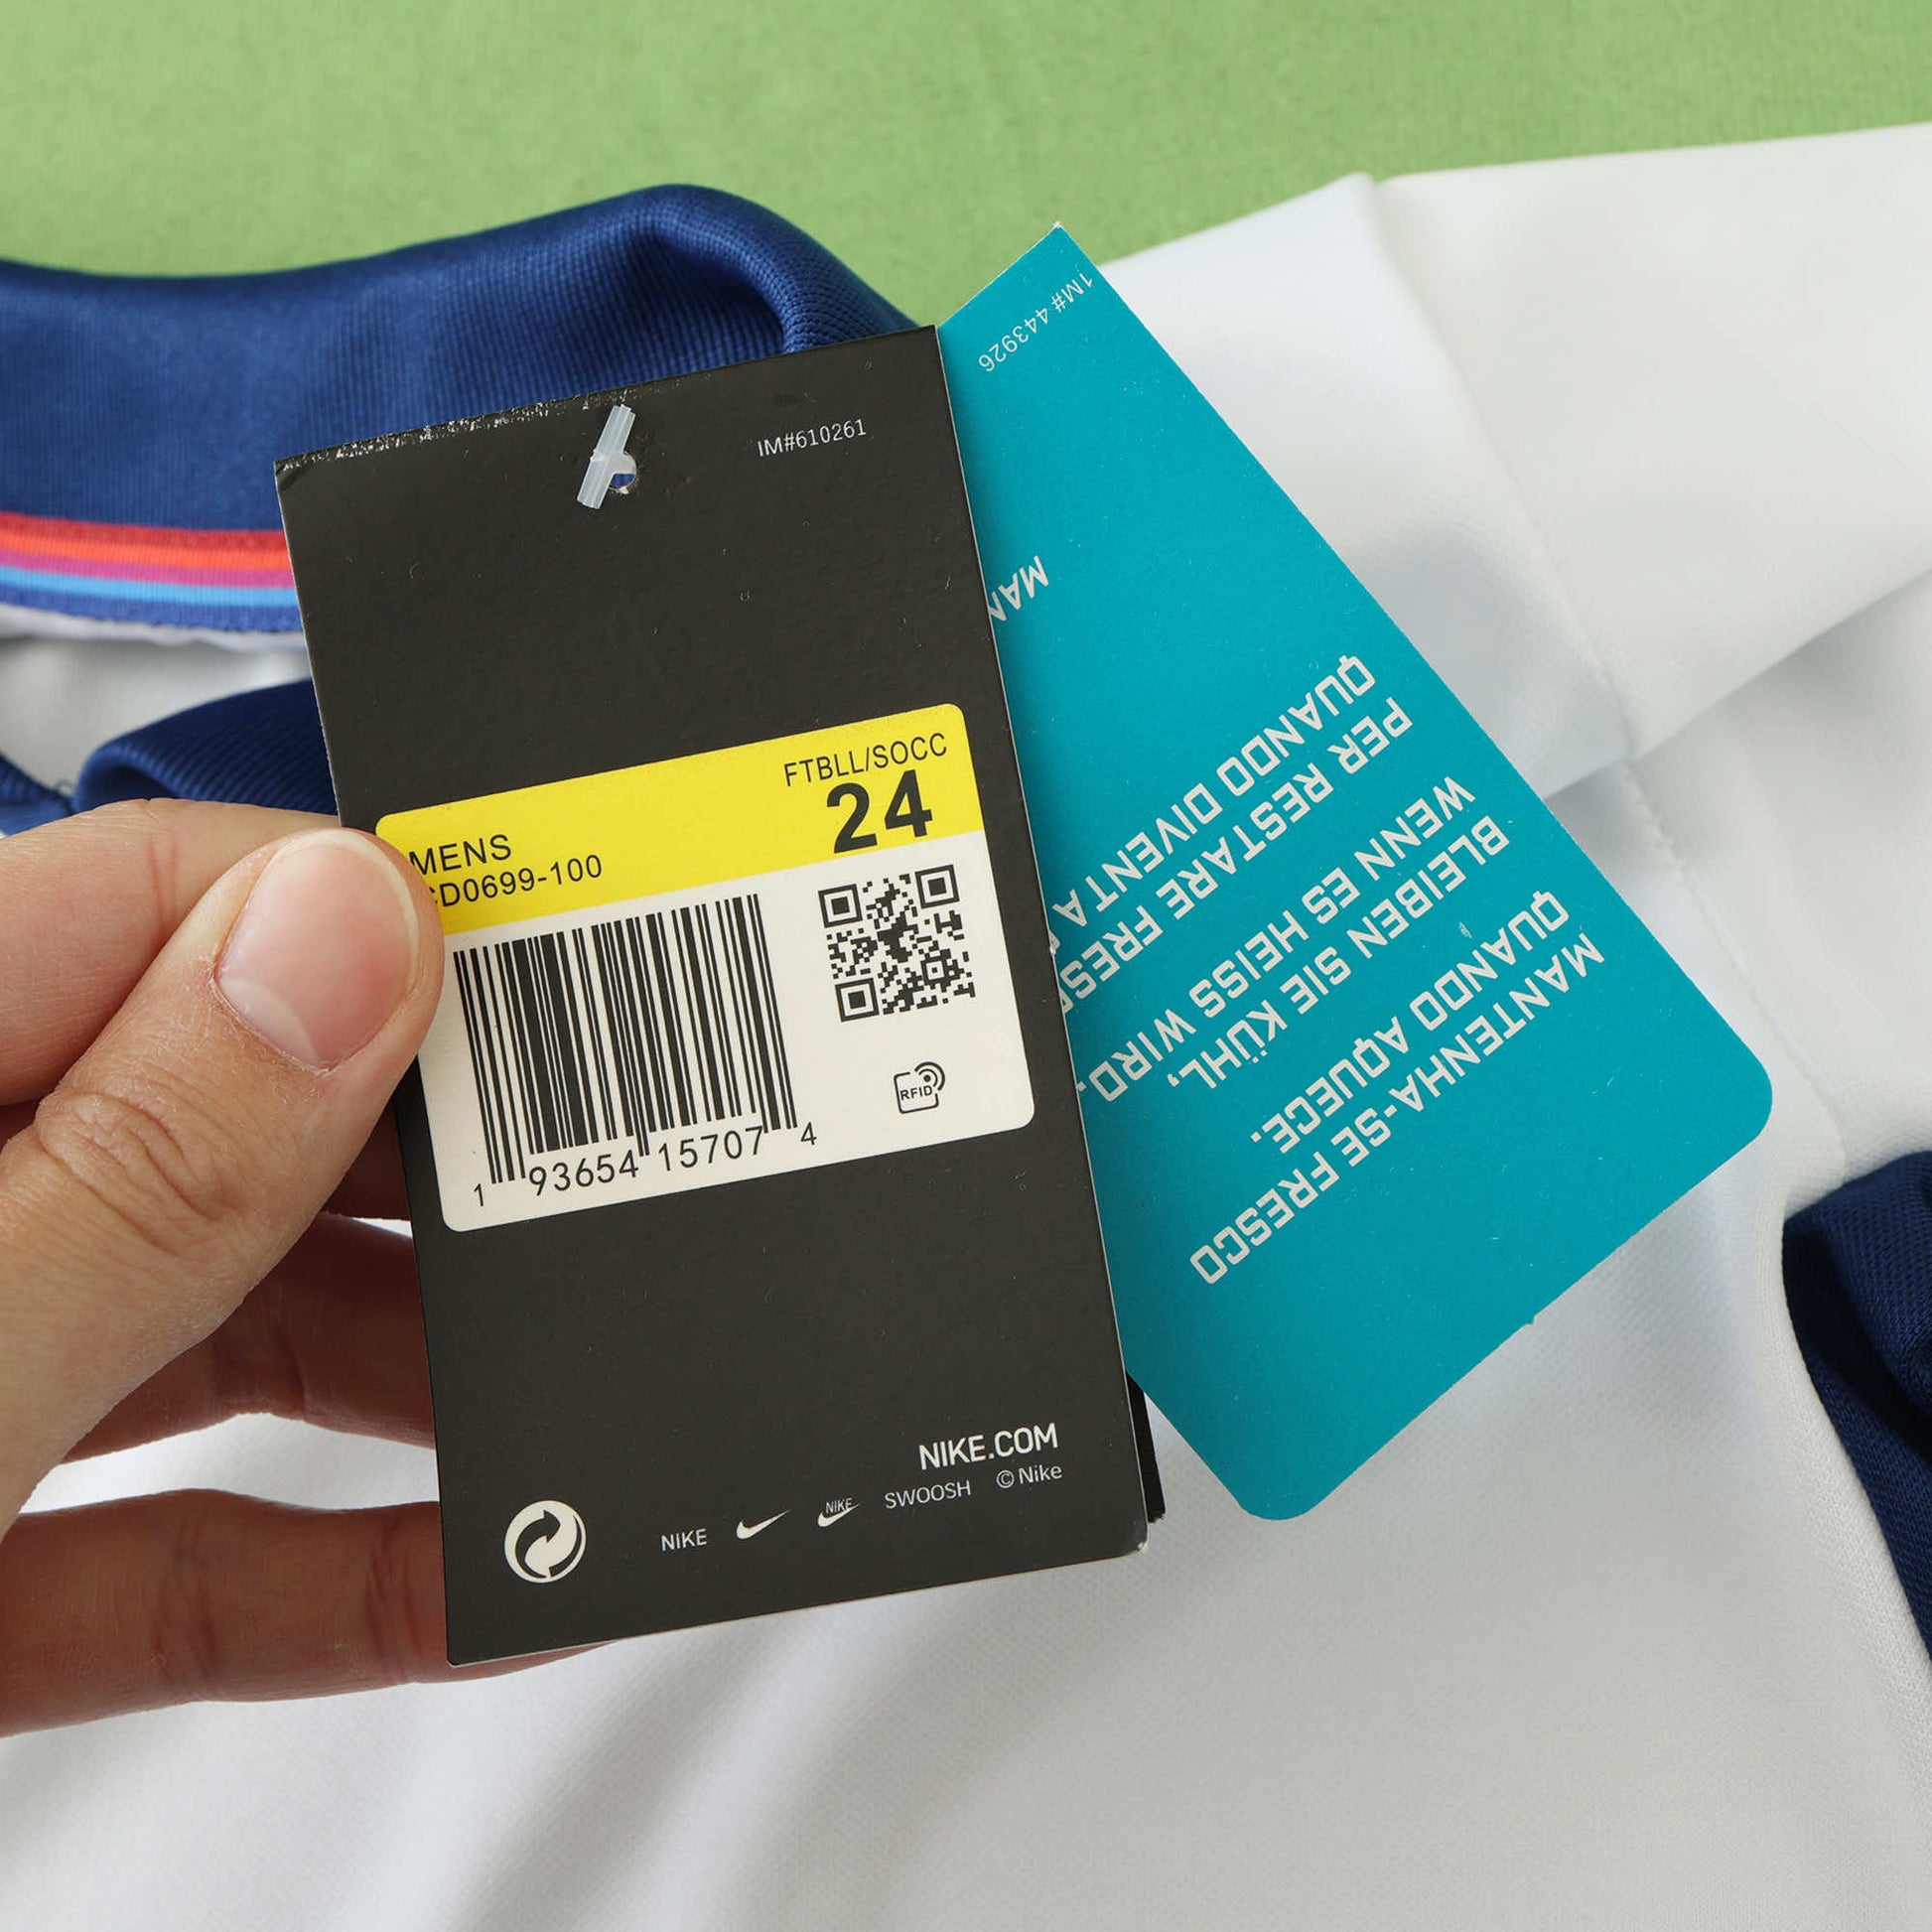 IM#610261
FTBLL/SOCC
24
MENS
CD0699-100
1 93654 15707 4
RFID
NIKE.COM
NIKE NIKE SWOOSH © Nike
1M# 443926
MANTENHA-SE FRESCO
QUANDO AQUECE.
BLEIBEN SIE KÜHL,
WENN ES HEISS WIRD.
PER RESTARE
QUANDO DIVENTA